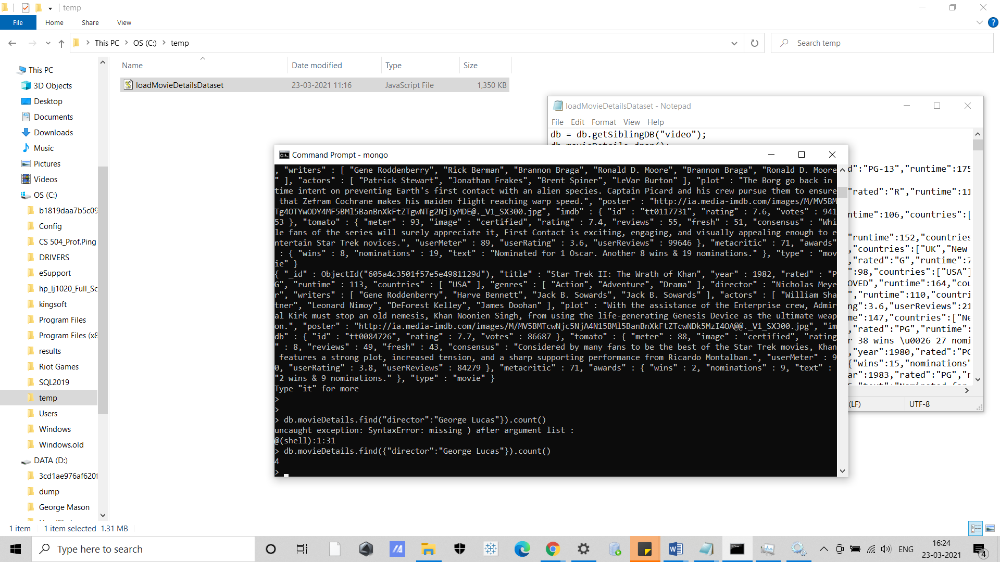 temp
File
Home
Share
View
This PC
OS (C:)
temp
Search temp
Name
Date modified
Type
Size
loadMovieDetailsDataset
23-03-2021 11:16
JavaScript File
1,350 KB
This PC
3D Objects
Desktop
Documents
Downloads
Music
Pictures
Videos
OS (C:)
b1819daa7b5c09
Config
CS 504_Prof.Ping
DRIVERS
eSupport
hp_lj1020_Full_Sc
kingsoft
Program Files
Program Files (x8
results
Riot Games
SQL2019
temp
Users
Windows
Windows.old
DATA (D:)
3cd1ae976af620f
dump
George Mason
1 item
1 item selected 1.31 MB
loadMovieDetailsDataset - Notepad
File
Edit
Format
View
Help
db = db.getSiblingDB("video");
db.movieDetails.drop();
d":"PG-13","runtime":175
"rated":"R","runtime":11
ntime":106,"countries":[
"runtime":152,"countries
"countries":["UK","New
,"rated":"G","runtime":7
":98,"countries":["USA"]
OVED","runtime":164,"cou
","runtime":110,"countri
ng":3.6,"userReviews":21
me":147,"countries":["Ne
,"rated":"PG","runtime":
r 38 wins \u0026 27 nomi
,"year":1980,"rated":"PG
{"wins":15,"nominations"
ar":1983,"rated":"PG","r
(LF)
UTF-8
Command Prompt - mongo
, "writers" : [ "Gene Roddenberry", "Rick Berman", "Brannon Braga", "Ronald D. Moore", "Brannon Braga", "Ronald D. Moore
" ], "actors" : [ "Patrick Stewart", "Jonathan Frakes", "Brent Spiner", "LeVar Burton" ], "plot" : "The Borg go back in
time intent on preventing Earth's first contact with an alien species. Captain Picard and his crew pursue them to ensure
that Zefram Cochrane makes his maiden flight reaching warp speed.", "poster" : "http://ia.media-imdb.com/images/M/MV5BM
Tg4OTYwODY4MF5BMl5BanBnXkFtZTgwNTg2NjIyMDE@._V1_SX300.jpg", "imdb" : { "id" : "tt0117731", "rating" : 7.6, "votes" : 941
53 }, "tomato" : { "meter" : 93, "image" : "certified", "rating" : 7.4, "reviews" : 55, "fresh" : 51, "consensus" : "Whi
le fans of the series will surely appreciate it, First Contact is exciting, engaging, and visually appealing enough to e
ntertain Star Trek novices.", "userMeter" : 89, "userRating" : 3.6, "userReviews" : 99646 }, "metacritic" : 71, "awards"
: { "wins" : 8, "nominations" : 19, "text" : "Nominated for 1 Oscar. Another 8 wins & 19 nominations." }, "type" : "mov
ie" }
{ "_id" : ObjectId("605a4c3501f57e5e4981129d"), "title" : "Star Trek II: The Wrath of Khan", "year" : 1982, "rated" : "P
G", "runtime" : 113, "countries" : [ "USA" ], "genres" : [ "Action", "Adventure", "Drama" ], "director" : "Nicholas Meye
r", "writers" : [ "Gene Roddenberry", "Harve Bennett", "Jack B. Sowards", "Jack B. Sowards" ], "actors" : [ "William Sha
tner", "Leonard Nimoy", "DeForest Kelley", "James Doohan" ], "plot" : "With the assistance of the Enterprise crew, Admir
al Kirk must stop an old nemesis, Khan Noonien Singh, from using the life-generating Genesis Device as the ultimate weap
on.", "poster" : "http://ia.media-imdb.com/images/M/MV5BMTcwNjc5NjA4N15BMl5BanBnXkFtZTcwNDk5MzI4OA@@._V1_SX300.jpg", "im
db" : { "id" : "tt0084726", "rating" : 7.7, "votes" : 86687 }, "tomato" : { "meter" : 88, "image" : "certified", "rating
" : 8, "reviews" : 49, "fresh" : 43, "consensus" : "Considered by many fans to be the best of the Star Trek movies, Khan
features a strong plot, increased tension, and a sharp supporting performance from Ricardo Montalban.", "userMeter" : 9
0, "userRating" : 3.8, "userReviews" : 84279 }, "metacritic" : 71, "awards" : { "wins" : 2, "nominations" : 9, "text" :
"2 wins & 9 nominations." }, "type" : "movie" }
Type "it" for more
>
>
> db.movieDetails.find("director":"George Lucas"}).count()
uncaught exception: SyntaxError: missing ) after argument list :
@(shell):1:31
> db.movieDetails.find({"director":"George Lucas"}).count()
4
>
Type here to search
ENG
16:24
23-03-2021
4